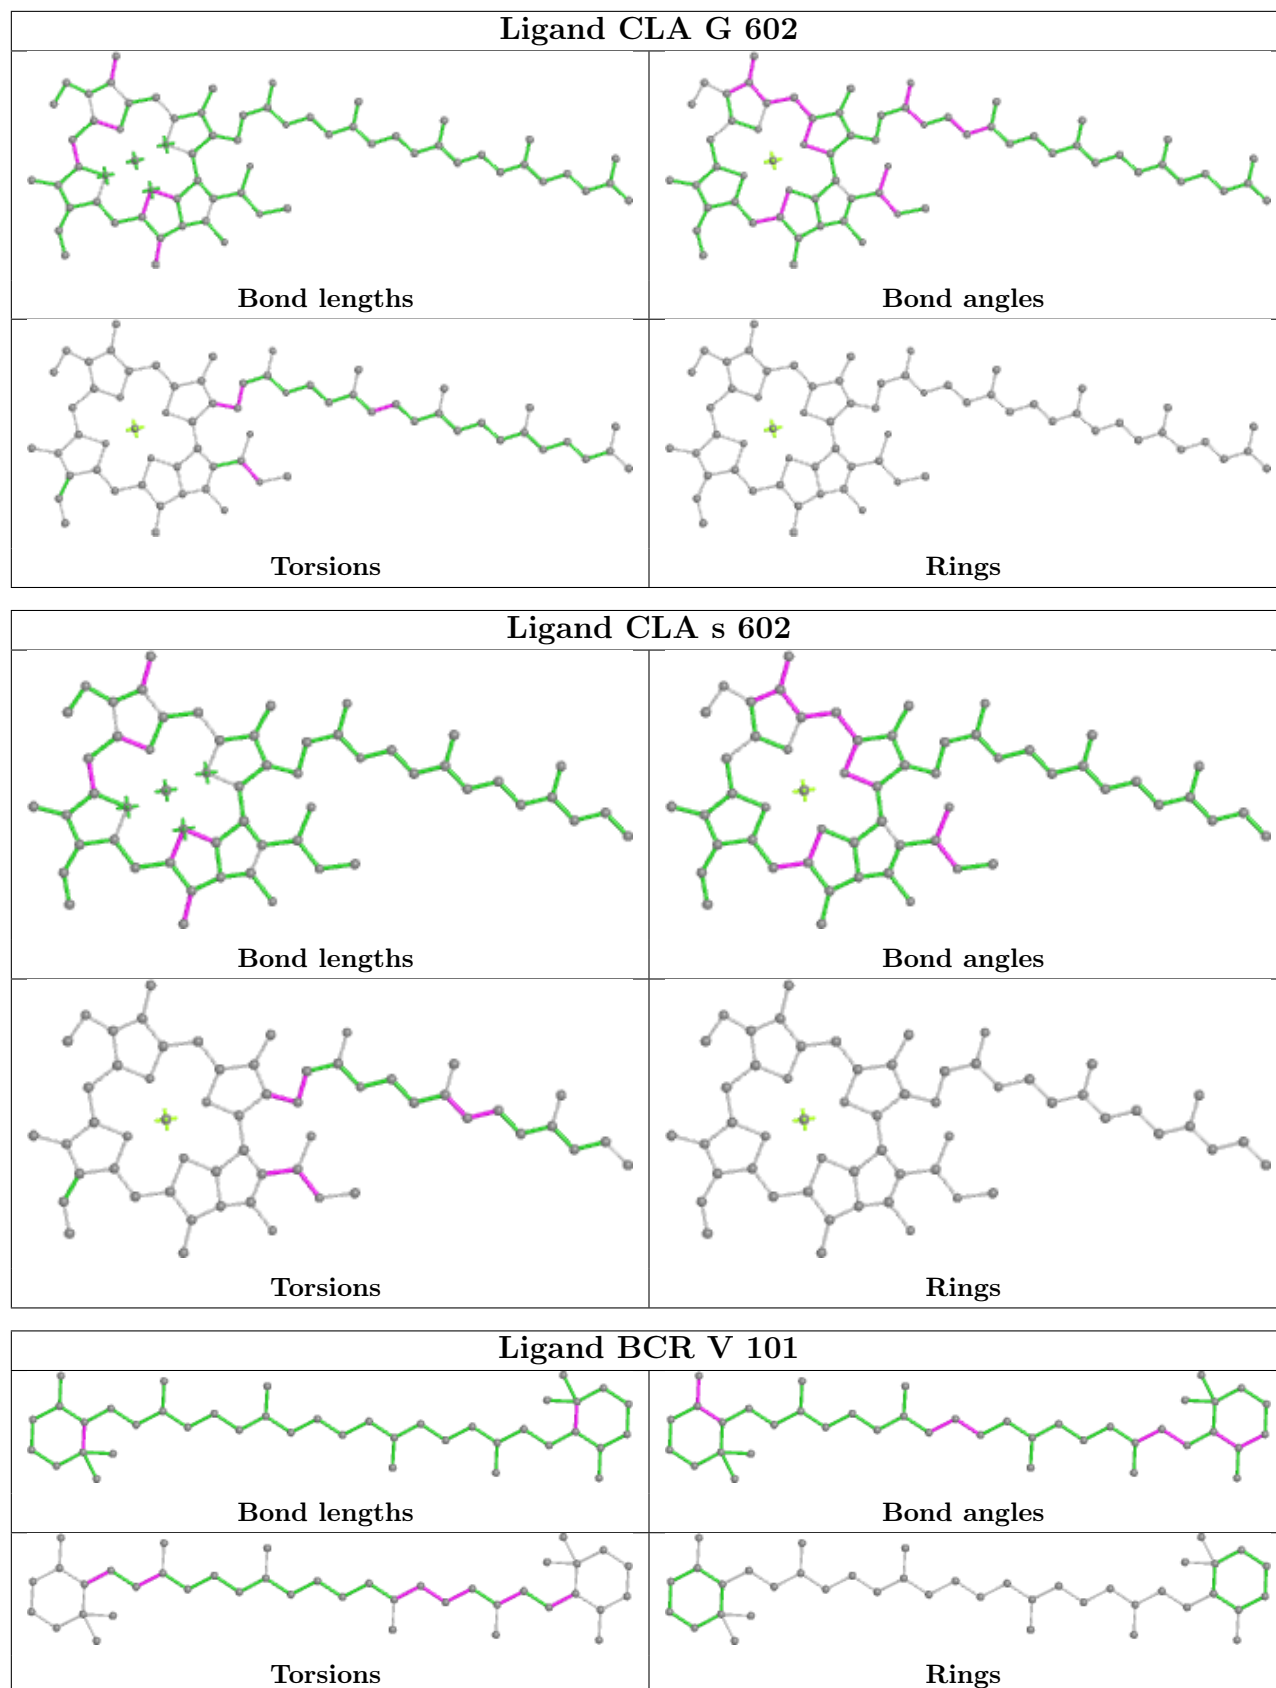 Ligand CLA G 602
Bond lengths
Bond angles
Torsions
Rings
Ligand CLA s 602
Bond lengths
Bond angles
Torsions
Rings
Ligand BCR V 101
Bond lengths
Bond angles
Torsions
Rings